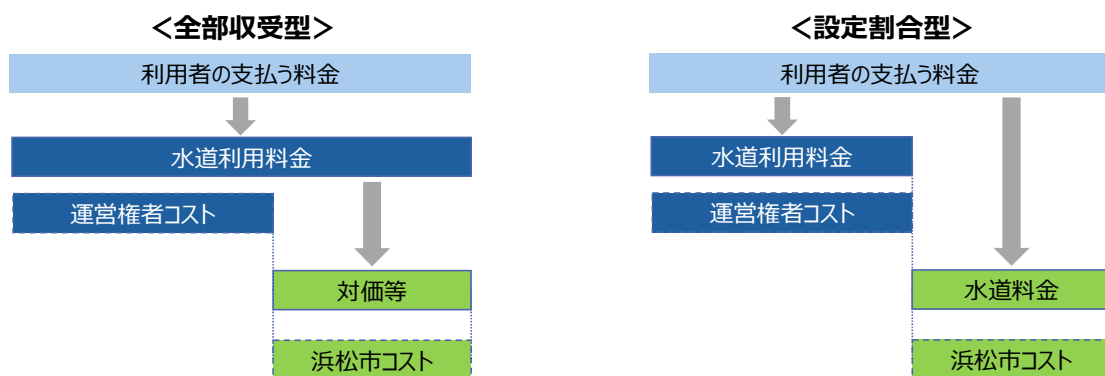 ＜全部収受型＞
利用者の支払う料金
水道利用料金
運営権者コスト
対価等
浜松市コスト
＜設定割合型＞
利用者の支払う料金
水道利用料金
運営権者コスト
水道料金
浜松市コスト